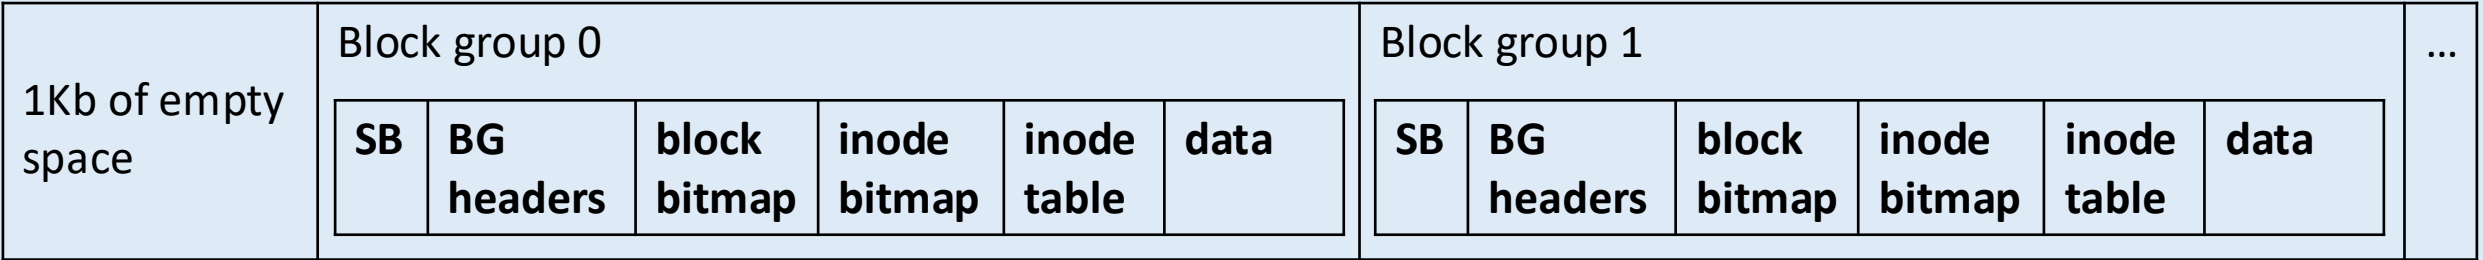 1Kb of empty
space
Block group 0
SB
BG
headers
block
bitmap
inode
bitmap
inode
table
data
Block group 1
SB
BG
headers
block
bitmap
inode
bitmap
inode
table
data
...